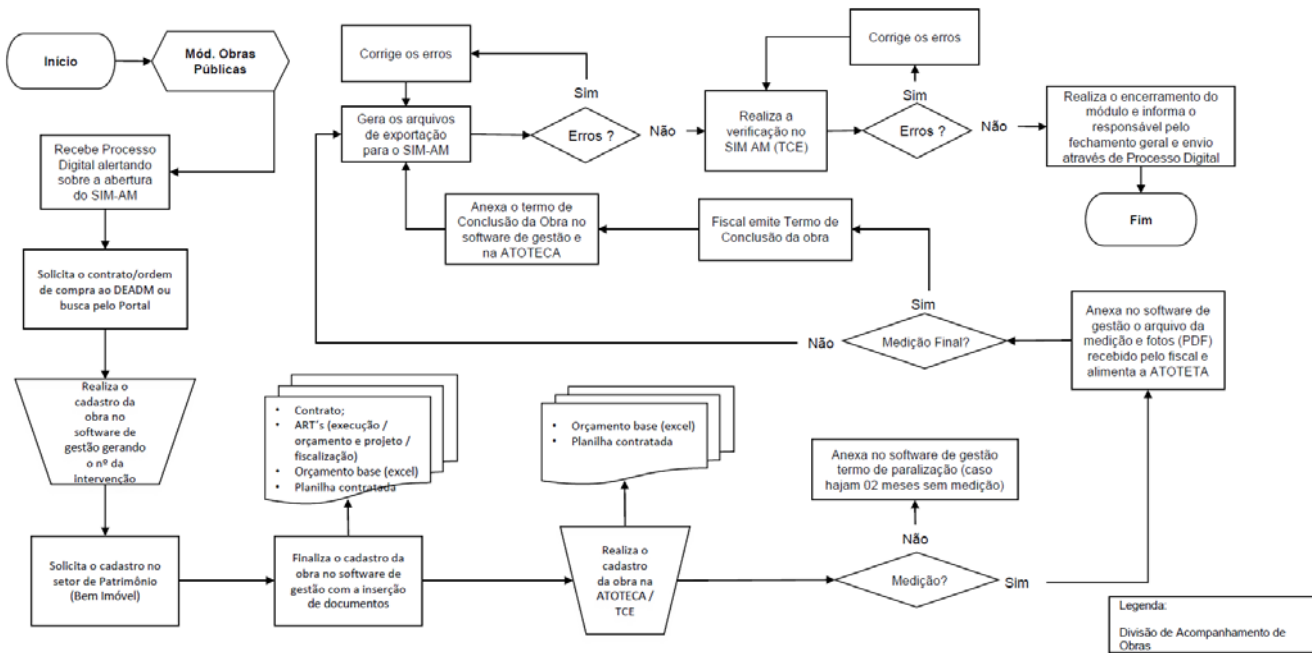 Início
Mód. Obras
Públicas
Recebe Processo
Digital alertando
sobre a abertura
do SIM-AM
Solicita o contrato/ordem
de compra ao DEADM ou
busca pelo Portal
Realiza o
cadastro da
obra no
software de
gestão gerando
o nº da
intervenção
Solicita o cadastro no
setor de Patrimônio
(Bem Imóvel)
Finaliza o cadastro da
obra no software de
gestão com a inserção
de documentos
• Contrato;
• ART's (execução /
orçamento e projeto /
fiscalização)
• Orçamento base (excel)
• Planilha contratada
Realiza o
cadastro
da obra na
ATOTECA /
TCE
• Orçamento base (excel)
• Planilha contratada
Medição?
Não
Anexa no software de gestão
termo de paralização (caso
hajam 02 meses sem medição)
Sim
Anexa no software de
gestão o arquivo da
medição e fotos (PDF)
recebido pelo fiscal e
alimenta a ATOTETA
Medição Final?
Não
Sim
Fiscal emite Termo de
Conclusão da obra
Anexa o termo de
Conclusão da Obra no
software de gestão e
na ATOTECA
Gera os arquivos
de exportação
para o SIM-AM
Erros ?
Sim
Corrige os erros
Não
Realiza a
verificação no
SIM AM (TCE)
Erros ?
Sim
Corrige os erros
Não
Realiza o encerramento do
módulo e informa o
responsável pelo
fechamento geral e envio
através de Processo Digital
Fim
Legenda:
Divisão de Acompanhamento de
Obras